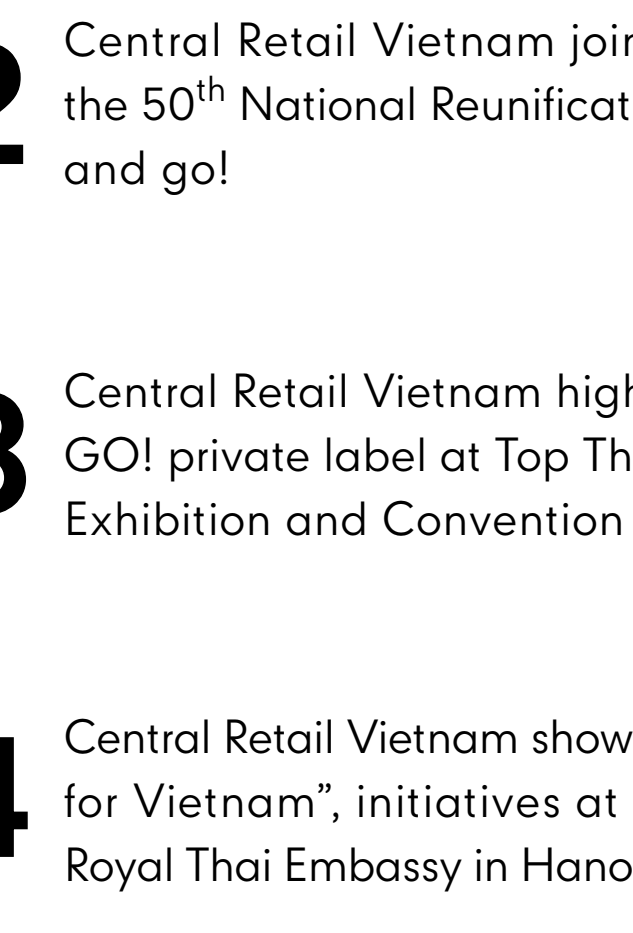 2 Central Retail Vietnam
the 50th National
and go!
3 Central Retail Vietnam
GO! private label at Top
Exhibition and Convention
4 Central Retail Vietnam
for Vietnam”, initiatives at
Royal Thai Embassy in